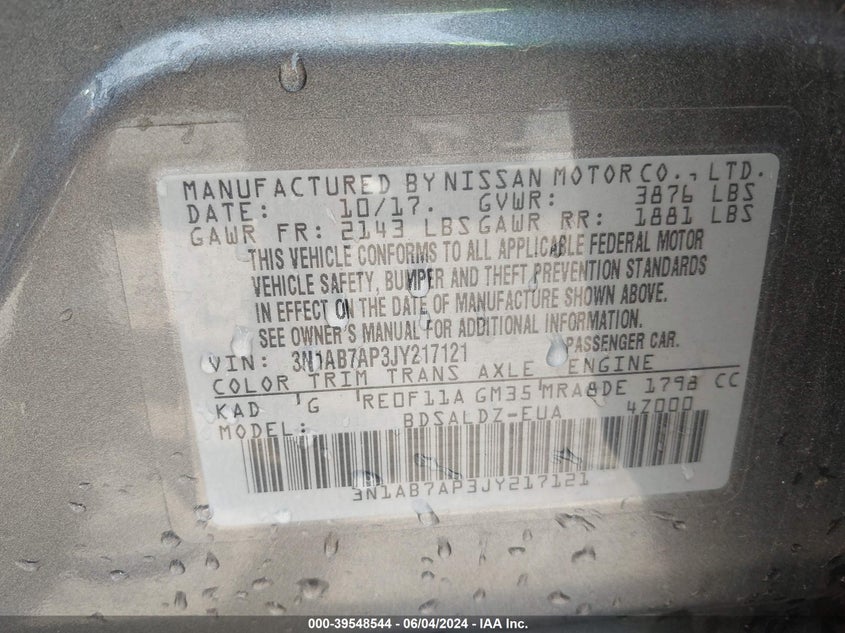 MANUFACTURED BY NISSAN MOTOR CO., LTD.
DATE: 10/17. GVWR: 3876 LBS
GAWR FR: 2143 LBS GAWR RR: 1881 LBS
THIS VEHICLE CONFORMS TO ALL APPLICABLE FEDERAL MOTOR
VEHICLE SAFETY, BUMPER AND THEFT PREVENTION STANDARDS
IN EFFECT ON THE DATE OF MANUFACTURE SHOWN ABOVE.
SEE OWNER'S MANUAL FOR ADDITIONAL INFORMATION.
VIN: 3N1AB7AP3JY217121 PASSENGER CAR.
COLOR TRIM TRANS AXLE ENGINE
KAD G RE0F11A GM35 MRA8DE 1798 CC
MODEL: BDSALDZ-EUA 4Z000
3N1AB7AP3JY217121
000-39548544 - 06/04/2024 - IAA Inc.